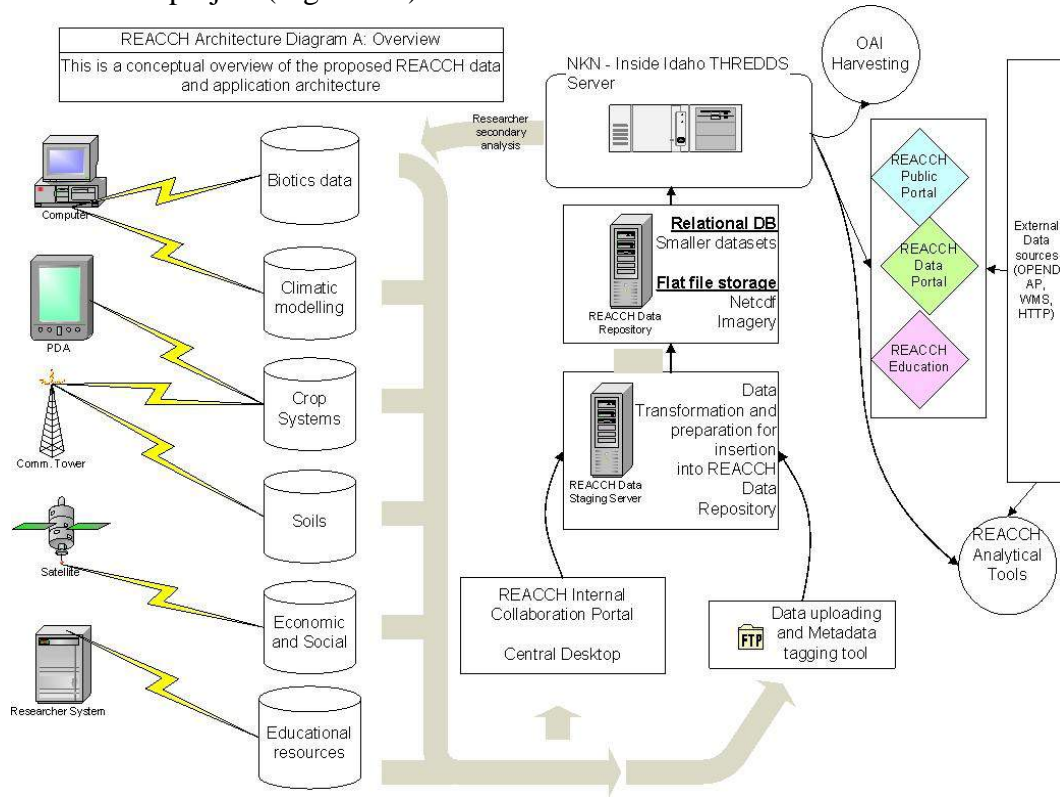 REACCH Architecture Diagram A: Overview
This is a conceptual overview of the proposed REACCH data
and application architecture
Computer
PDA
Comm. Tower
Satellite
Researcher System
Biotics data
Climatic
modelling
Crop
Systems
Soils
Economic
and Social
Educational
resources
Researcher
secondary
analysis
NKN - Inside Idaho THREDDS
Server
Relational DB
Smaller datasets
Flat file storage
Netcdf
Imagery
REACCH Data
Repository
Data
Transformation and
preparation for
insertion
into REACCH
Data
Repository
REACCH Data
Staging Server
REACCH Internal
Collaboration Portal
Central Desktop
FTP
Data uploading
and Metadata
tagging tool
OAI
Harvesting
REACCH
Public
Portal
REACCH
Data
Portal
REACCH
Education
External
Data
sources
(OPEND
AP,
WMS,
HTTP)
REACCH
Analytical
Tools